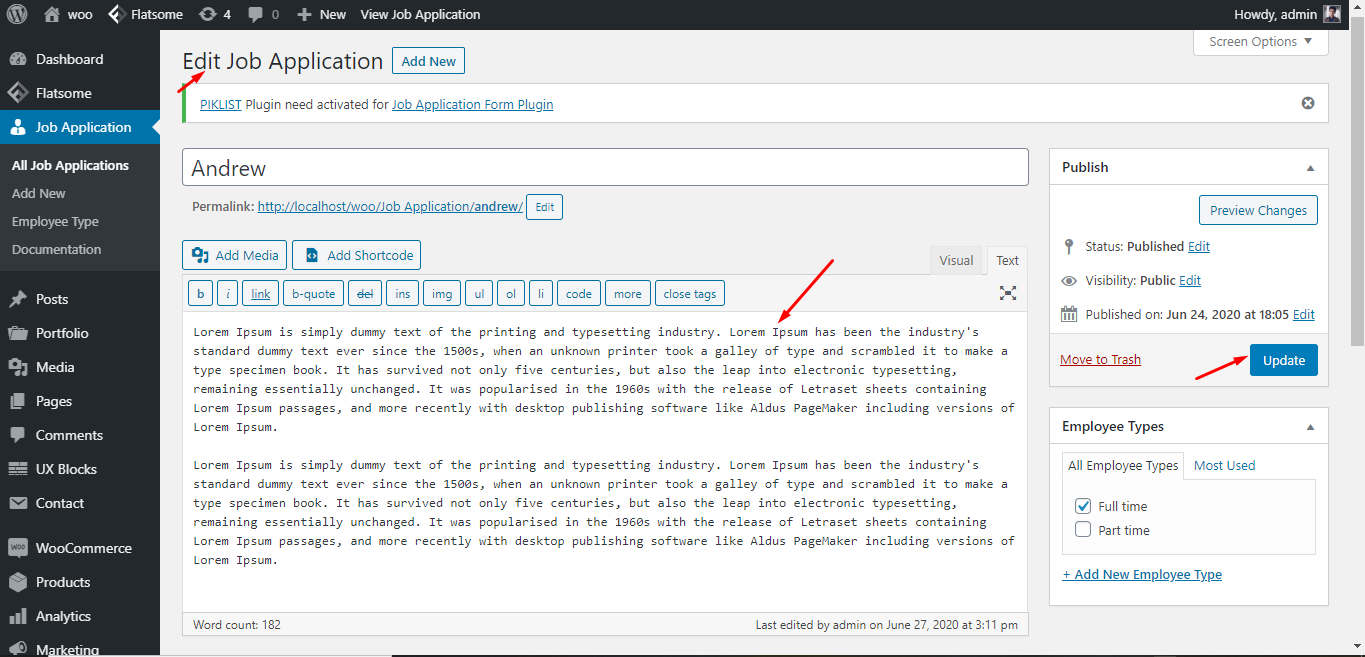 woo Flatsome 4 0 New View Job Application Howdy, admin
Dashboard
Flatsome
Job Application
All Job Applications
Add New
Employee Type
Documentation
Posts
Portfolio
Media
Pages
Comments
UX Blocks
Contact
WooCommerce
Products
Analytics
Marketing
Screen Options
Edit Job Application Add New
PIKLIST Plugin need activated for Job Application Form Plugin
Andrew
Permalink: http://localhost/woo/Job Application/andrew/ Edit
Add Media Add Shortcode
Visual Text
b i link b-quote del ins img ul ol li code more close tags
Lorem Ipsum is simply dummy text of the printing and typesetting industry. Lorem Ipsum has been the industry's
standard dummy text ever since the 1500s, when an unknown printer took a galley of type and scrambled it to make a
type specimen book. It has survived not only five centuries, but also the leap into electronic typesetting,
remaining essentially unchanged. It was popularised in the 1960s with the release of Letraset sheets containing
Lorem Ipsum passages, and more recently with desktop publishing software like Aldus PageMaker including versions of
Lorem Ipsum.
Lorem Ipsum is simply dummy text of the printing and typesetting industry. Lorem Ipsum has been the industry's
standard dummy text ever since the 1500s, when an unknown printer took a galley of type and scrambled it to make a
type specimen book. It has survived not only five centuries, but also the leap into electronic typesetting,
remaining essentially unchanged. It was popularised in the 1960s with the release of Letraset sheets containing
Lorem Ipsum passages, and more recently with desktop publishing software like Aldus PageMaker including versions of
Lorem Ipsum.
Word count: 182 Last edited by admin on June 27, 2020 at 3:11 pm
Publish
Preview Changes
Status: Published Edit
Visibility: Public Edit
Published on: Jun 24, 2020 at 18:05 Edit
Move to Trash Update
Employee Types
All Employee Types Most Used
Full time
Part time
+ Add New Employee Type